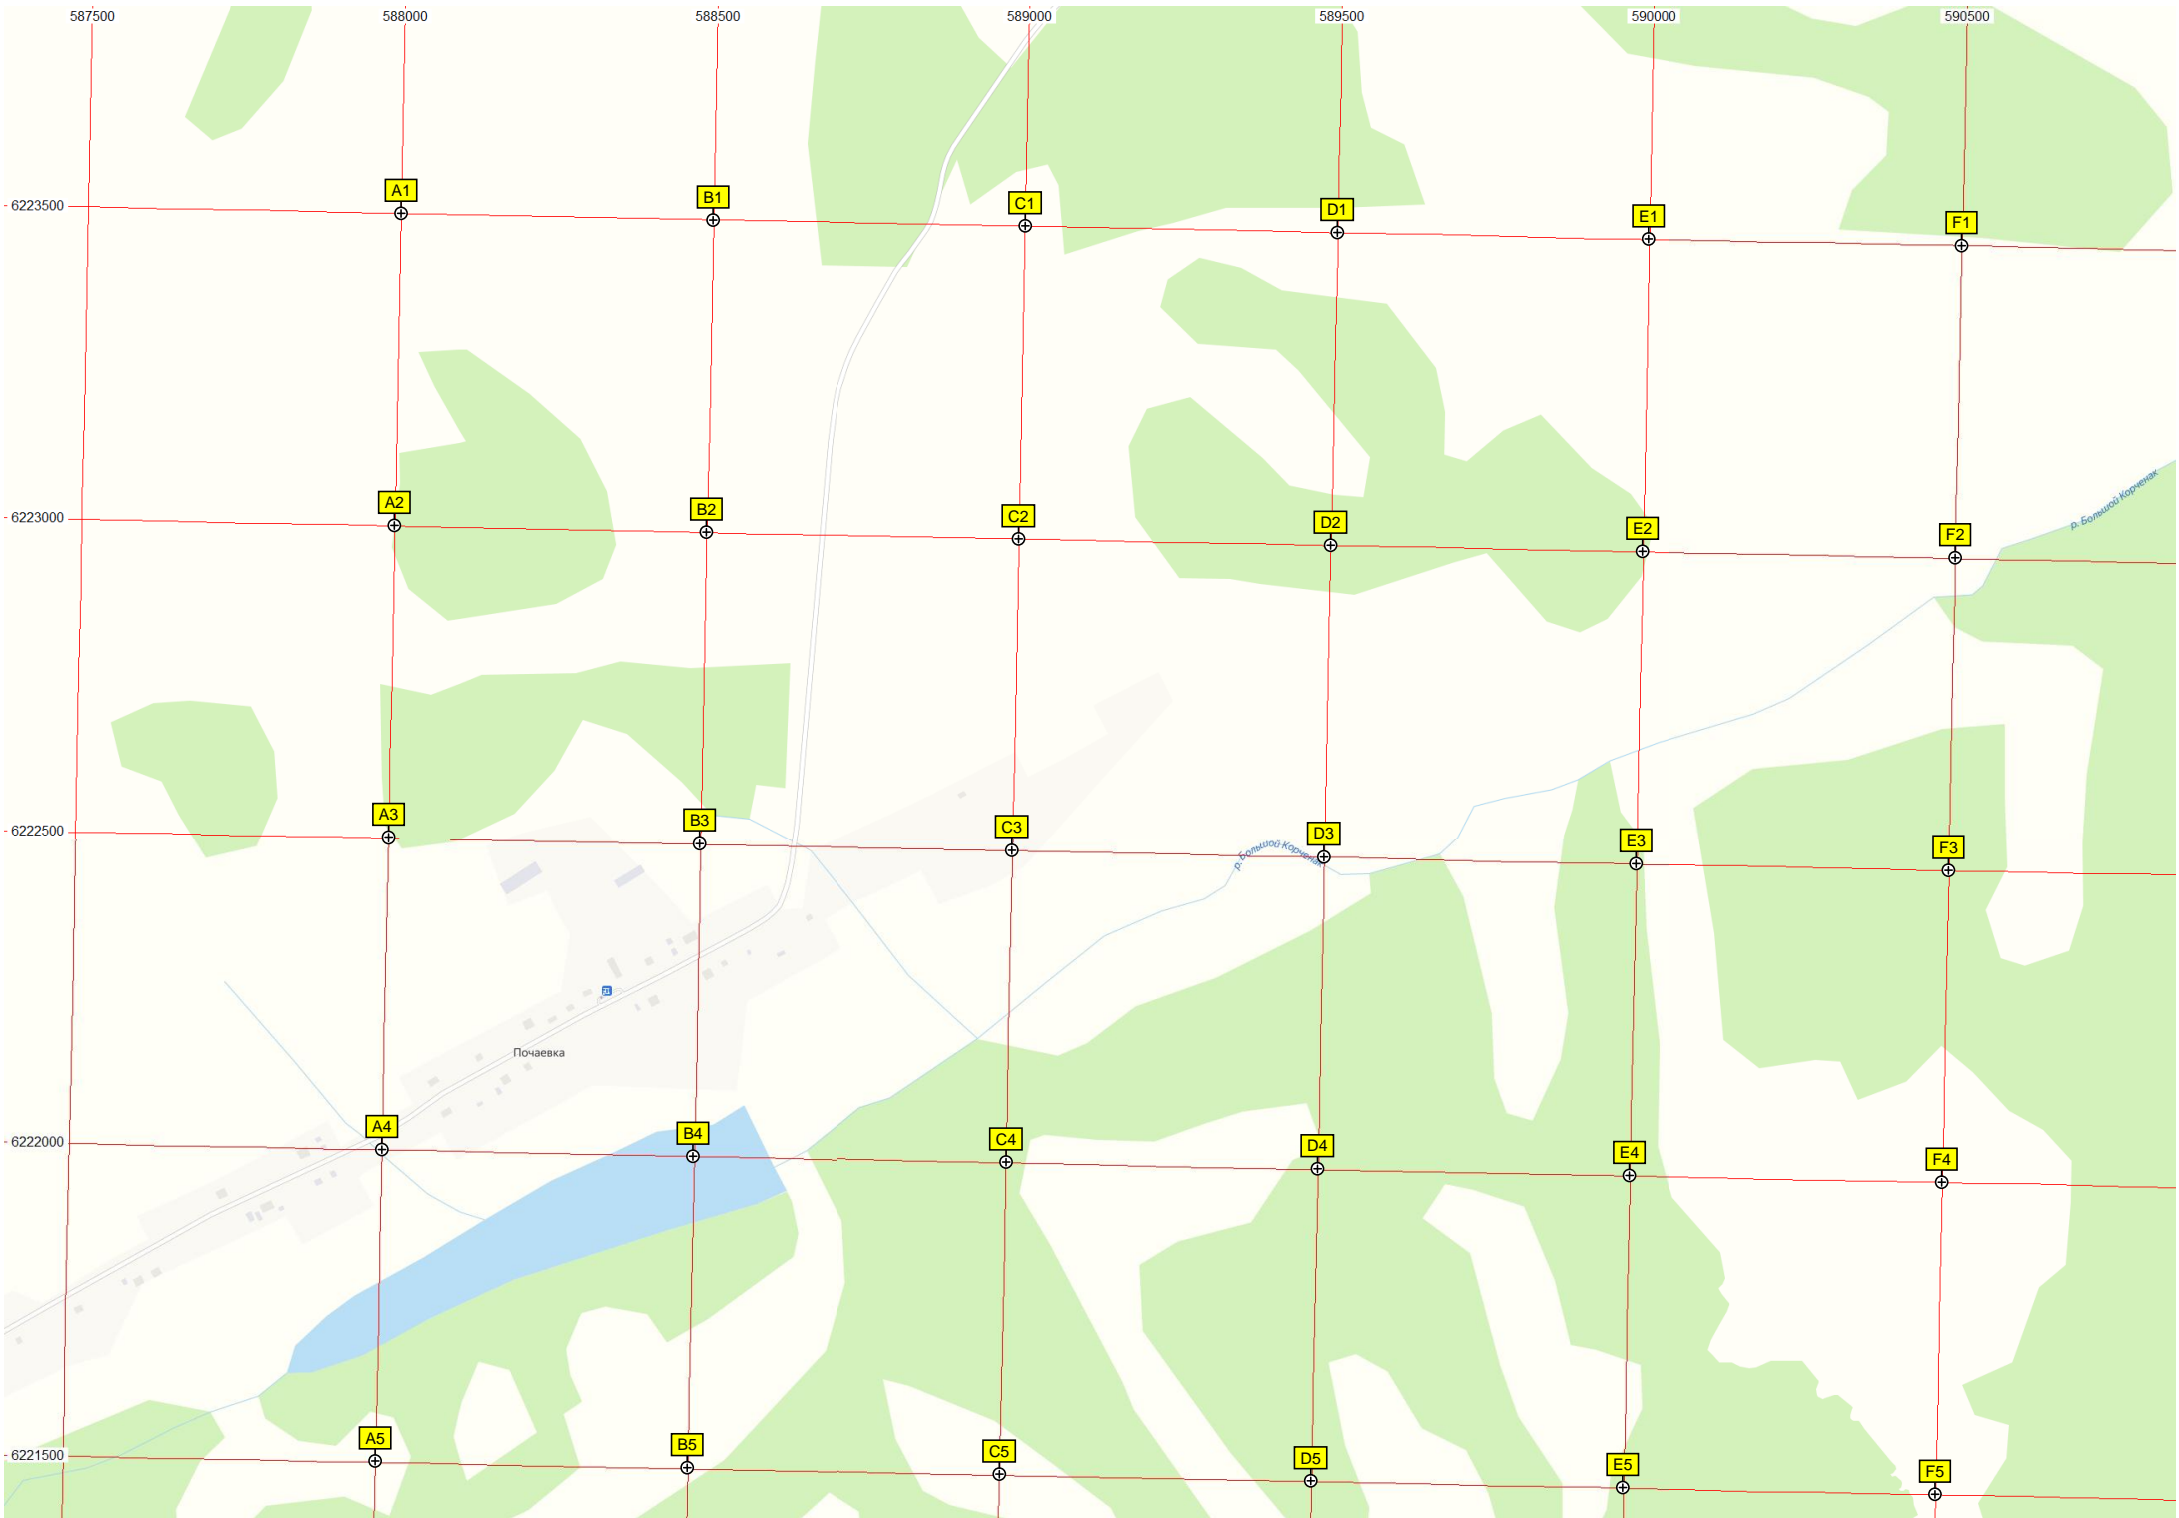 587500 588000 588500 589000 589500 590000 590500
A1 B1 C1 D1 E1 F1
6223500
р. Большой Корченак
A2 B2 C2 D2 E2 F2
6223000
A3 B3 C3 D3 E3 F3
6222500
р. Большой Корченак
Почаевка
A4 B4 C4 D4 E4 F4
6222000
A5 B5 C5 D5 E5 F5
6221500